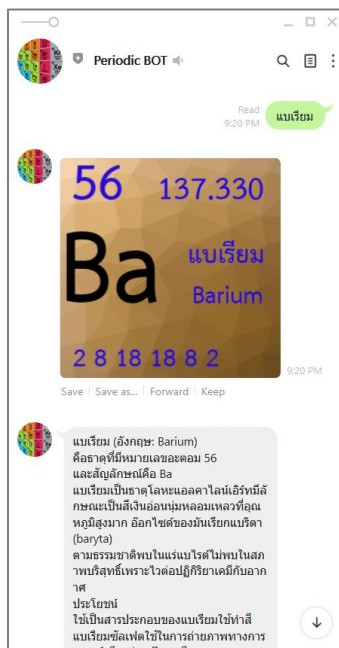 Periodic BOT
Read
9:20 PM
แบเรียม
56 137.330
Ba
แบเรียม
Barium
2 8 18 18 8 2
9:20 PM
Save Save as... Forward Keep
แบเรียม (อังกฤษ: Barium)
คือธาตุที่มีหมายเลขอะตอม 56
และสัญลักษณ์คือ Ba
แบเรียมเป็นธาตุโลหะแอลคาไลน์เอิร์ทมีลั
กษณะเป็นสีเงินอ่อนนุ่มหลอมเหลวที่อุณ
หภูมิสูงมาก อ๊อกไซด์ของมันเรียกแบริตา
(baryta)
ตามธรรมชาติพบในแร่แบไรต์ไม่พบในสภ
าพบริสุทธิ์เพราะไวต่อปฏิกิริยาเคมีกับอาก
าศ
ประโยชน์
ใช้เป็นสารประกอบของแบเรียมใช้ทำสี
แบเรียมซัลเฟตใช้ในการถ่ายภาพทางการ